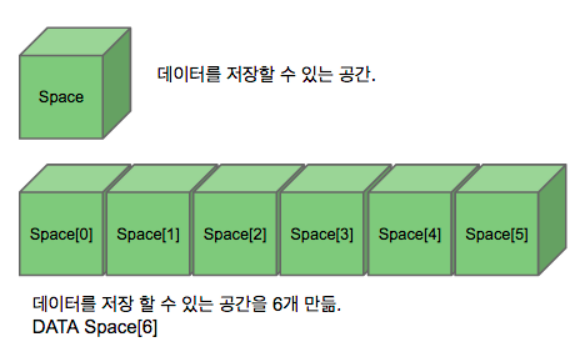 Space
데이터를 저장할 수 있는 공간.
Space[0] Space[1] Space[2] Space[3] Space[4] Space[5]
데이터를 저장 할 수 있는 공간을 6개 만듦.
DATA Space[6]